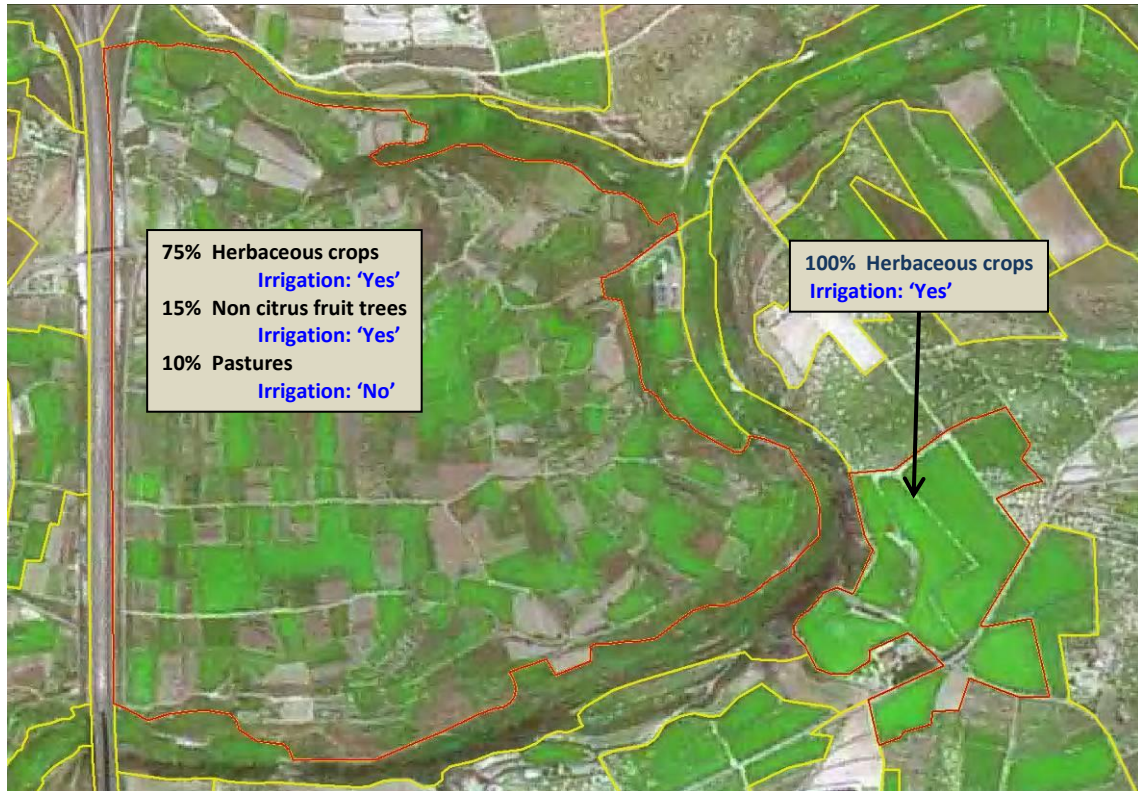 75% Herbaceous crops
Irrigation: ‘Yes’
15% Non citrus fruit trees
Irrigation: ‘Yes’
10% Pastures
Irrigation: ‘No’
100% Herbaceous crops
Irrigation: ‘Yes’